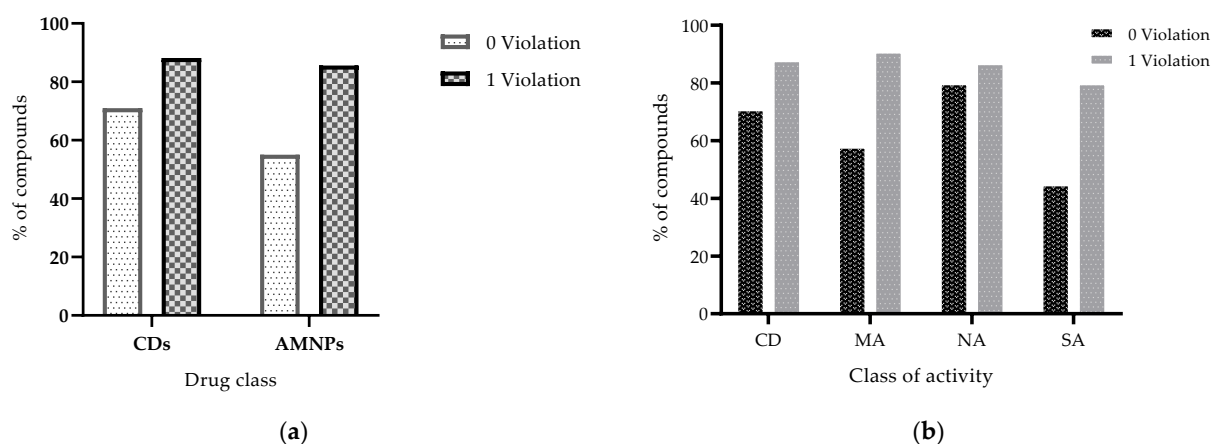 100
80
60
40
20
0
% of compounds
CDs AMNPs
Drug class
0 Violation
1 Violation
(a)
100
80
60
40
20
0
% of compounds
CD MA NA SA
Class of activity
0 Violation
1 Violation
(b)